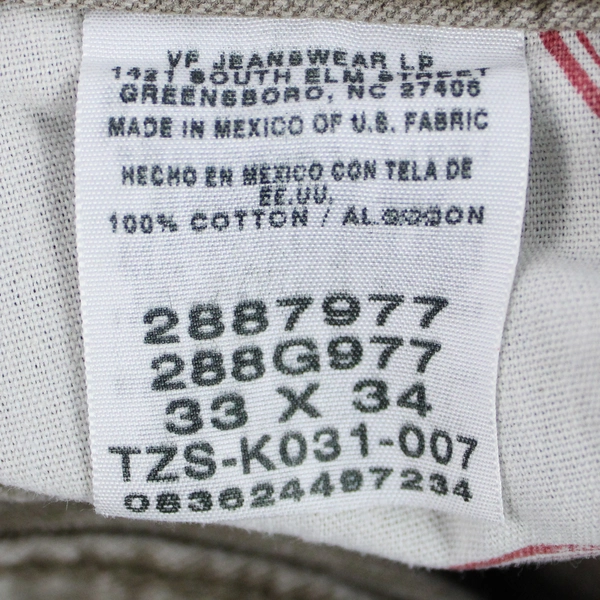 VF JEANSWEAR LP
1421 SOUTH ELM STREET
GREENSBORO, NC 27406
MADE IN MEXICO OF U.S. FABRIC
HECHO EN MEXICO CON TELA DE
EE.UU.
100% COTTON / ALGODON
2887977
288G977
33 X 34
TZS-K031-007
083624497234